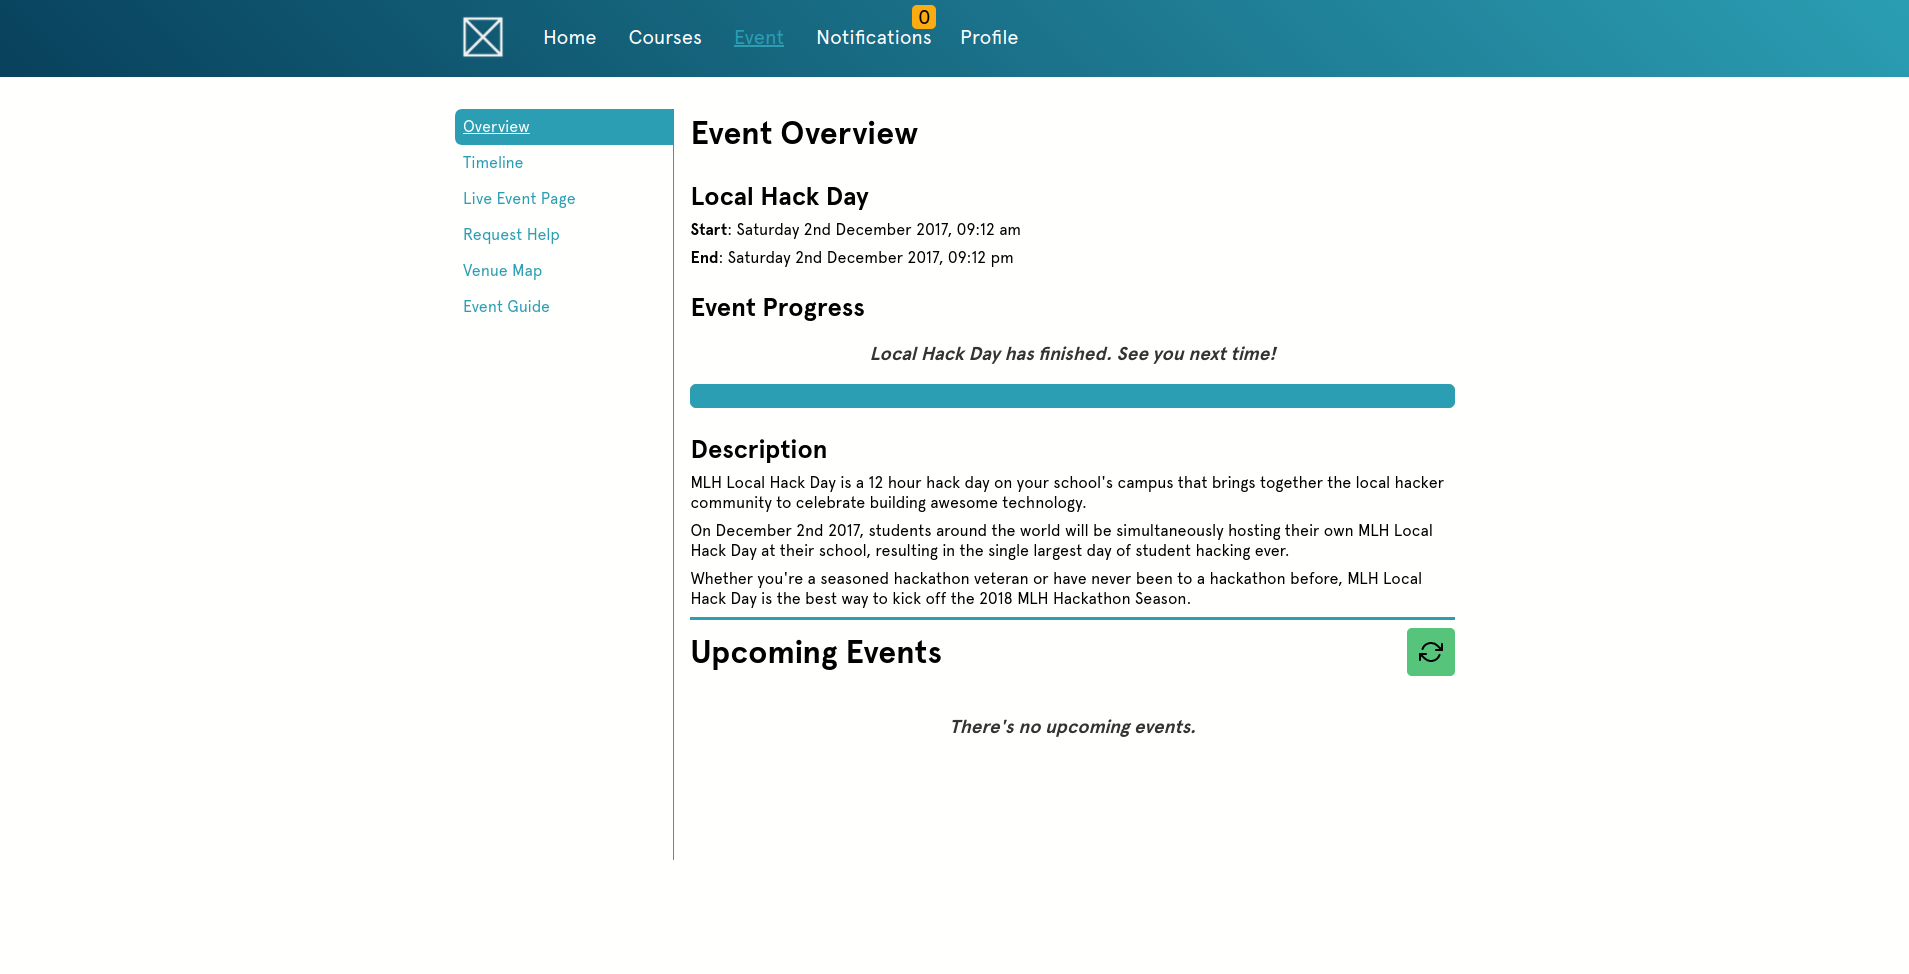 Home Courses Event Notifications 0 Profile
Overview
Timeline
Live Event Page
Request Help
Venue Map
Event Guide
Event Overview
Local Hack Day
Start: Saturday 2nd December 2017, 09:12 am
End: Saturday 2nd December 2017, 09:12 pm
Event Progress
Local Hack Day has finished. See you next time!
Description
MLH Local Hack Day is a 12 hour hack day on your school's campus that brings together the local hacker
community to celebrate building awesome technology.
On December 2nd 2017, students around the world will be simultaneously hosting their own MLH Local
Hack Day at their school, resulting in the single largest day of student hacking ever.
Whether you're a seasoned hackathon veteran or have never been to a hackathon before, MLH Local
Hack Day is the best way to kick off the 2018 MLH Hackathon Season.
Upcoming Events
There's no upcoming events.